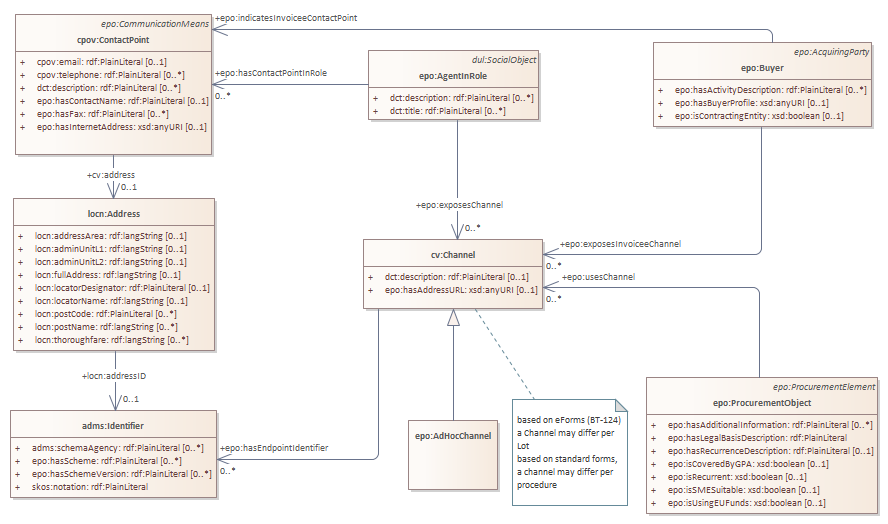 epo:CommunicationMeans
cpov:ContactPoint
+ cpov:email: rdf:PlainLiteral [0..1]
+ cpov:telephone: rdf:PlainLiteral [0..*]
+ dct:description: rdf:PlainLiteral [0..*]
+ epo:hasContactName: rdf:PlainLiteral [0..1]
+ epo:hasFax: rdf:PlainLiteral [0..*]
+ epo:hasInternetAddress: xsd:anyURI [0..1]
+epo:indicatesInvoiceeContactPoint
+epo:hasContactPointInRole
0..*
dul:SocialObject
epo:AgentInRole
+ dct:description: rdf:PlainLiteral [0..*]
+ dct:title: rdf:PlainLiteral [0..*]
epo:AcquiringParty
epo:Buyer
+ epo:hasActivityDescription: rdf:PlainLiteral [0..*]
+ epo:hasBuyerProfile: xsd:anyURI [0..1]
+ epo:isContractingEntity: xsd:boolean [0..1]
+cv:address
0..1
locn:Address
+ locn:addressArea: rdf:langString [0..1]
+ locn:adminUnitL1: rdf:langString [0..1]
+ locn:adminUnitL2: rdf:langString [0..1]
+ locn:fullAddress: rdf:langString [0..1]
+ locn:locatorDesignator: rdf:PlainLiteral [0..1]
+ locn:locatorName: rdf:langString [0..1]
+ locn:postCode: rdf:PlainLiteral [0..*]
+ locn:postName: rdf:langString [0..*]
+ locn:thoroughfare: rdf:langString [0..*]
+epo:exposesChannel
0..*
+epo:exposesInvoiceeChannel
0..*
cv:Channel
+ dct:description: rdf:PlainLiteral [0..1]
+ epo:hasAddressURL: xsd:anyURI [0..1]
+epo:usesChannel
0..*
+locn:addressID
0..1
adms:Identifier
+ adms:schemaAgency: rdf:PlainLiteral [0..*]
+ epo:hasScheme: rdf:PlainLiteral [0..*]
+ epo:hasSchemeVersion: rdf:PlainLiteral [0..*]
+ skos:notation: rdf:PlainLiteral
+epo:hasEndpointIdentifier
0..*
epo:AdHocChannel
based on eForms (BT-124)
a Channel may differ per
Lot
based on standard forms,
a channel may differ per
procedure
epo:ProcurementElement
epo:ProcurementObject
+ epo:hasAdditionalInformation: rdf:PlainLiteral [0..*]
+ epo:hasLegalBasisDescription: rdf:PlainLiteral
+ epo:hasRecurrenceDescription: rdf:PlainLiteral [0..1]
+ epo:isCoveredByGPA: xsd:boolean [0..1]
+ epo:isRecurrent: xsd:boolean [0..1]
+ epo:isSMESuitable: xsd:boolean [0..1]
+ epo:isUsingEUFunds: xsd:boolean [0..1]